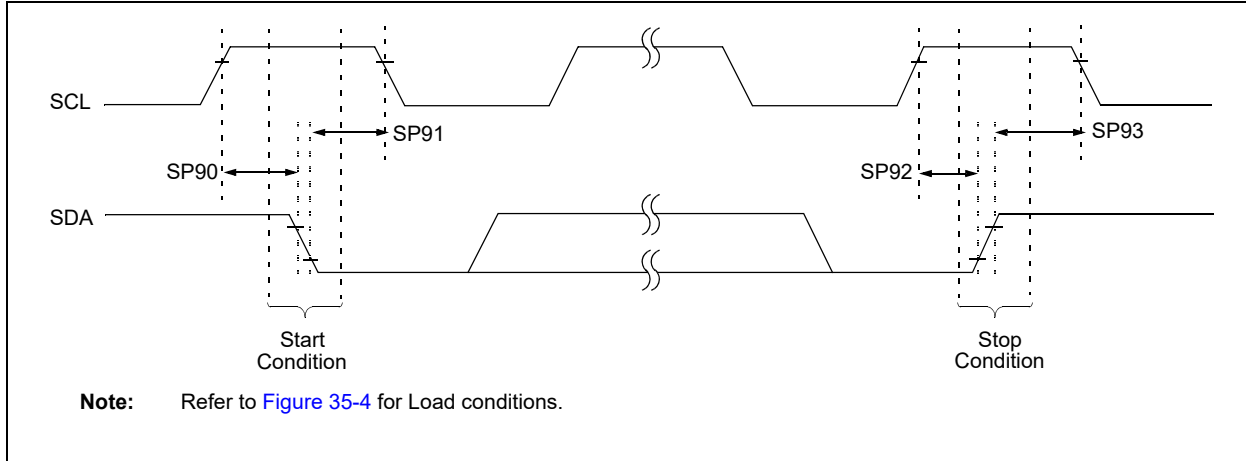 SCL
SP91
SP93
SP90
SP92
SDA
Start
Condition
Stop
Condition
Note: Refer to Figure 35-4 for Load conditions.